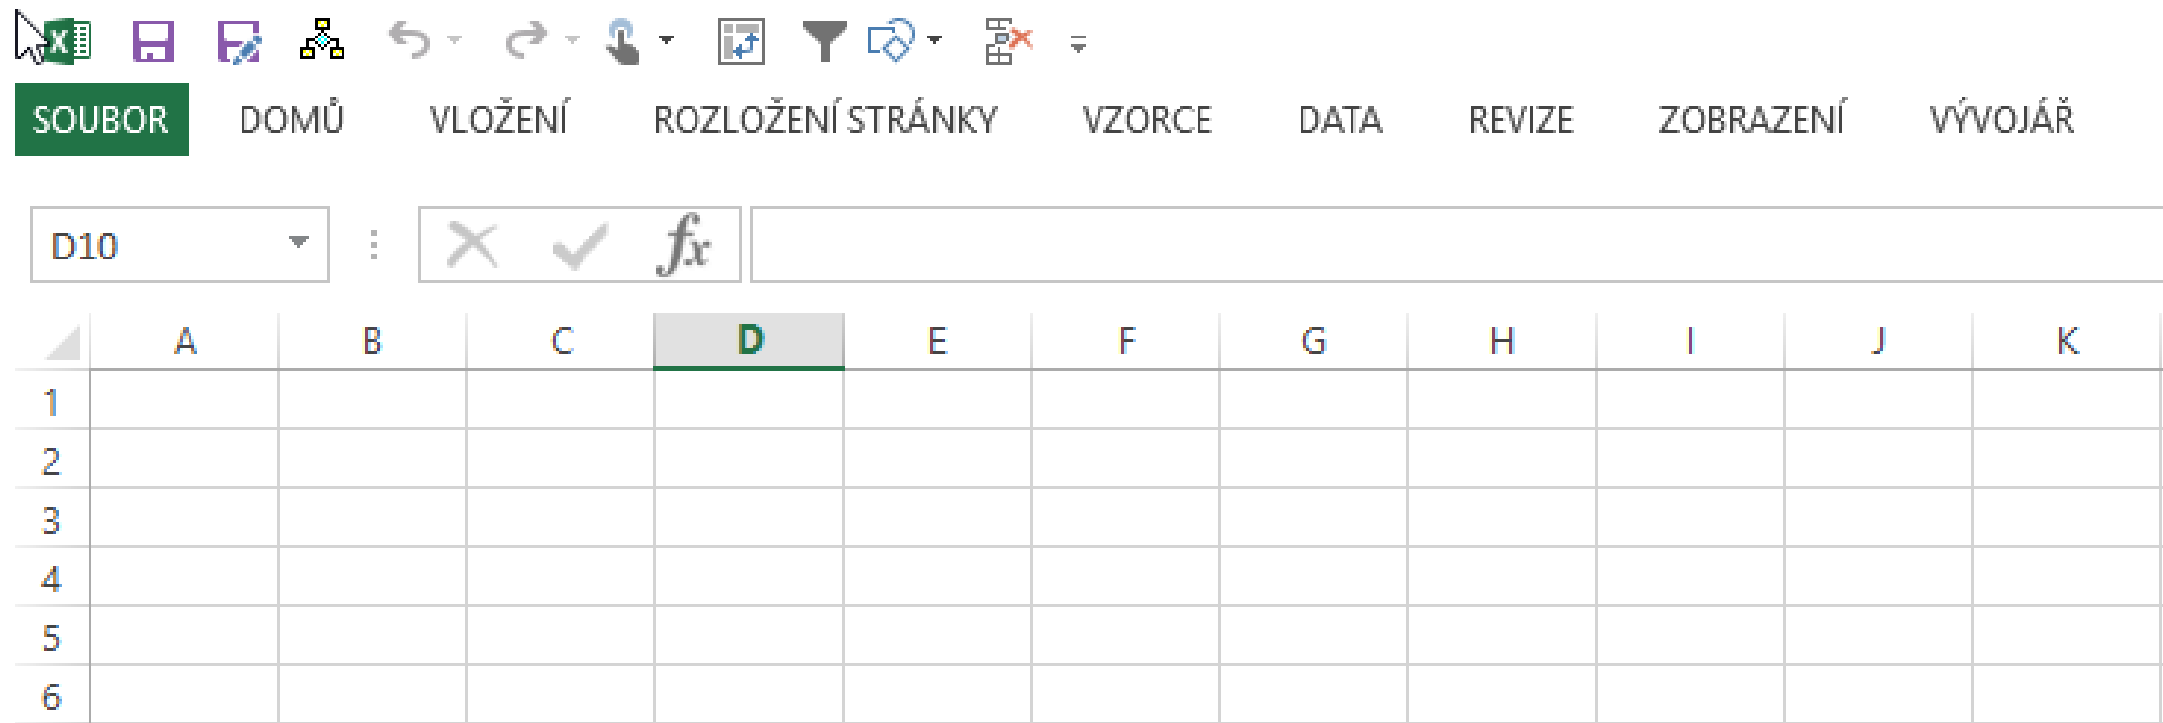 SOUBOR DOMŮ VLOŽENÍ ROZLOŽENÍ STRÁNKY VZORCE DATA REVIZE ZOBRAZENÍ VÝVOJÁŘ
D10 fx
A B C D E F G H I J K
1
2
3
4
5
6